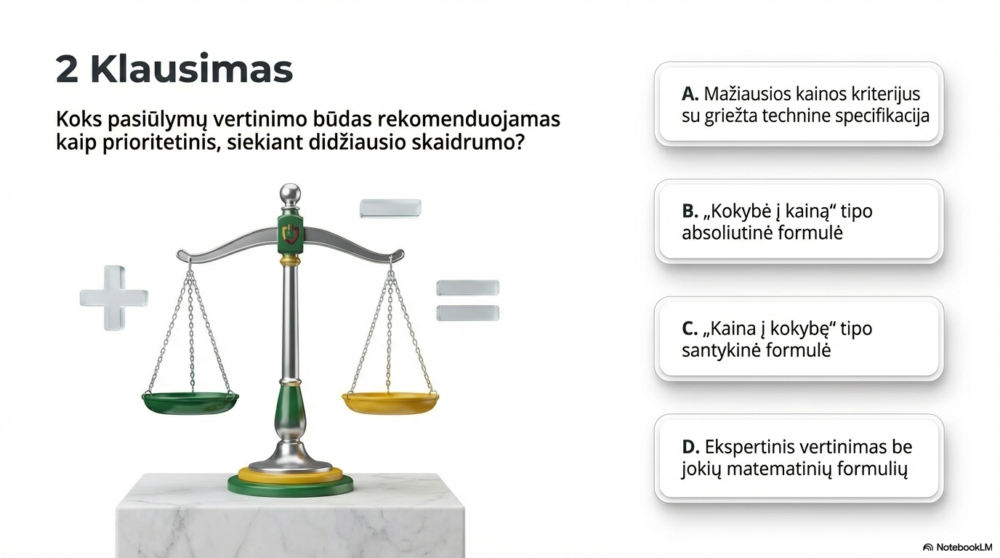 2 Klausimas
Koks pasiūlymų vertinimo būdas rekomenduojamas
kaip prioritetinis, siekiant didžiausio skaidrumo?
A. Mažiausios kainos kriterijus
su griežta technine specifikacija
B. „Kokybė į kainą“ tipo
absoliutinė formulė
C. „Kaina į kokybę“ tipo
santykinė formulė
D. Ekspertinis vertinimas be
jokių matematinių formulių
NotebookLM